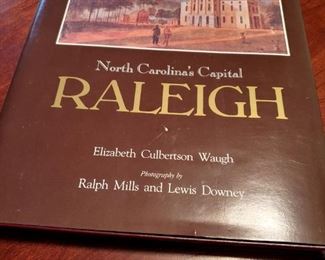 North Carolina's Capital
RALEIGH
Elizabeth Culbertson Waugh
Photography by
Ralph Mills and Lewis Downey